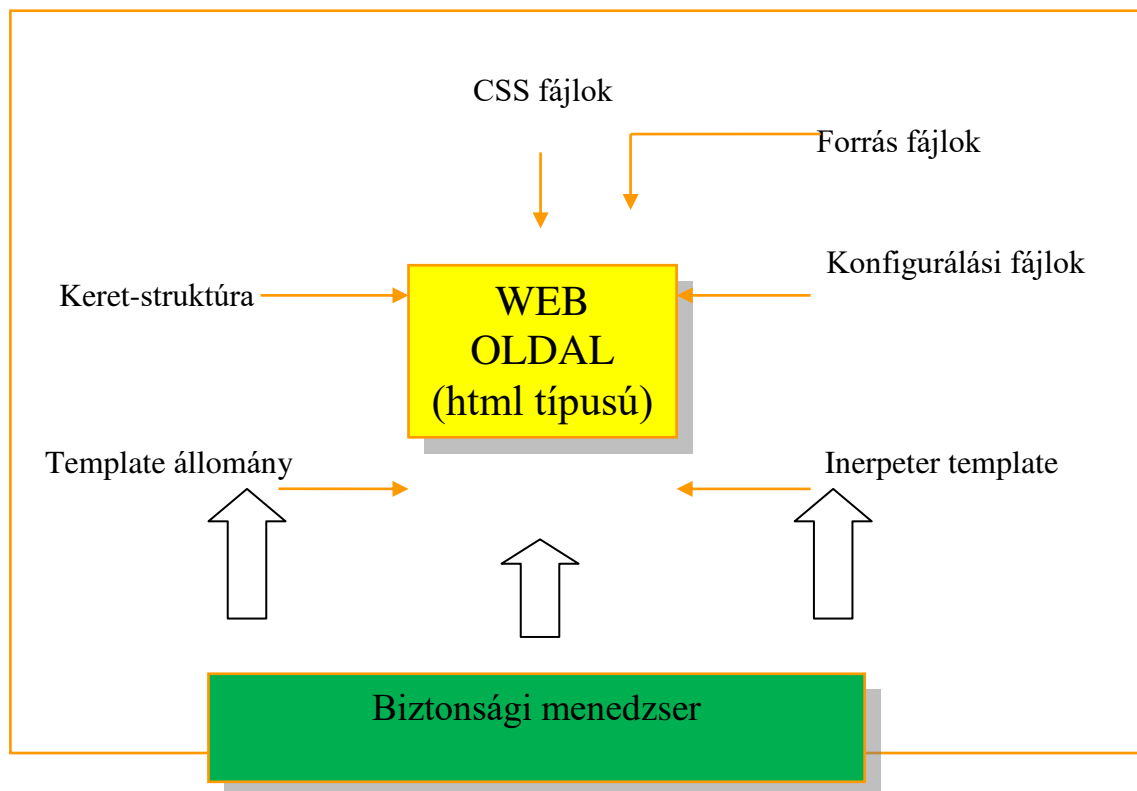 CSS fájlok
Forrás fájlok
Konfigurálási fájlok
Keret-struktúra
WEB
OLDAL
(html típusú)
Template állomány
Inerpeter template
Biztonsági menedzser